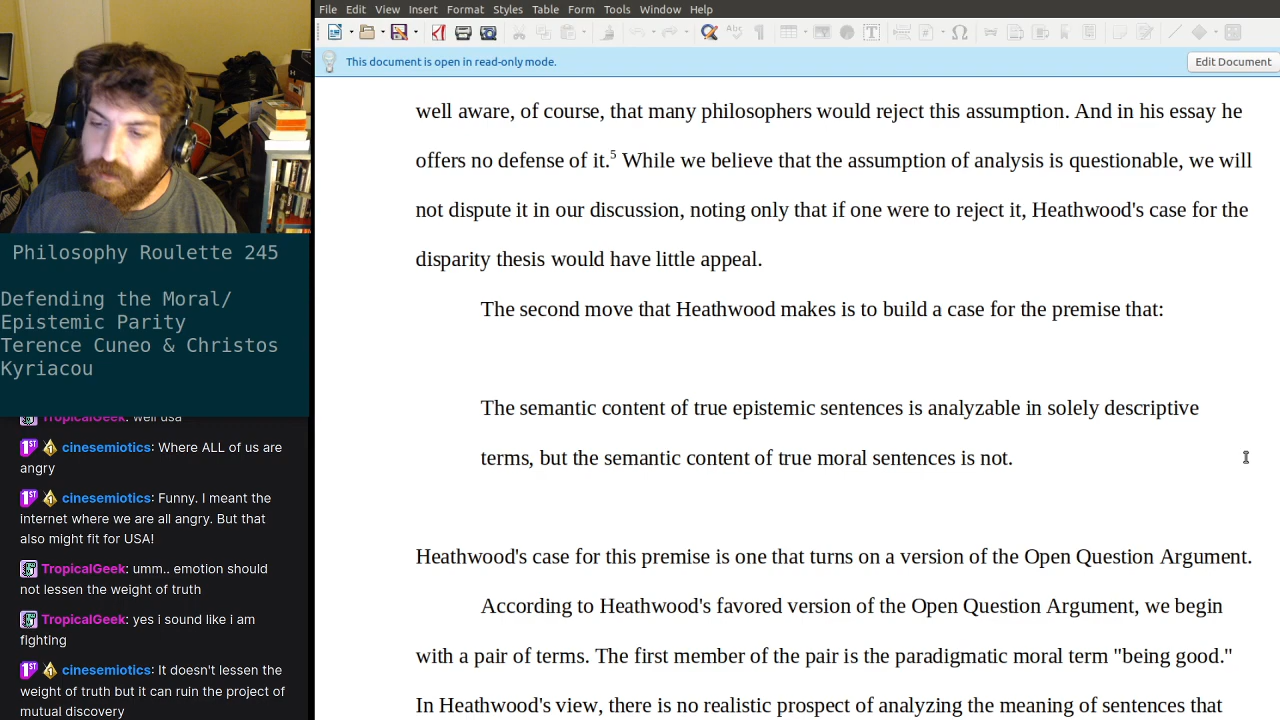 File Edit View Insert Format Styles Table Form Tools Window Help
This document is open in read-only mode.
Edit Document
well aware, of course, that many philosophers would reject this assumption. And in his essay he
offers no defense of it.5 While we believe that the assumption of analysis is questionable, we will
not dispute it in our discussion, noting only that if one were to reject it, Heathwood's case for the
disparity thesis would have little appeal.
The second move that Heathwood makes is to build a case for the premise that:
The semantic content of true epistemic sentences is analyzable in solely descriptive
terms, but the semantic content of true moral sentences is not.
Heathwood's case for this premise is one that turns on a version of the Open Question Argument.
According to Heathwood's favored version of the Open Question Argument, we begin
with a pair of terms. The first member of the pair is the paradigmatic moral term "being good."
In Heathwood's view, there is no realistic prospect of analyzing the meaning of sentences that
Philosophy Roulette 245
Defending the Moral/
Epistemic Parity
Terence Cuneo & Christos
Kyriacou
TropicalGeek: well usa
1ST cinesemiotics: Where ALL of us are
angry
1ST cinesemiotics: Funny. I meant the
internet where we are all angry. But that
also might fit for USA!
TropicalGeek: umm.. emotion should
not lessen the weight of truth
TropicalGeek: yes i sound like i am
fighting
1ST cinesemiotics: It doesn't lessen the
weight of truth but it can ruin the project of
mutual discovery